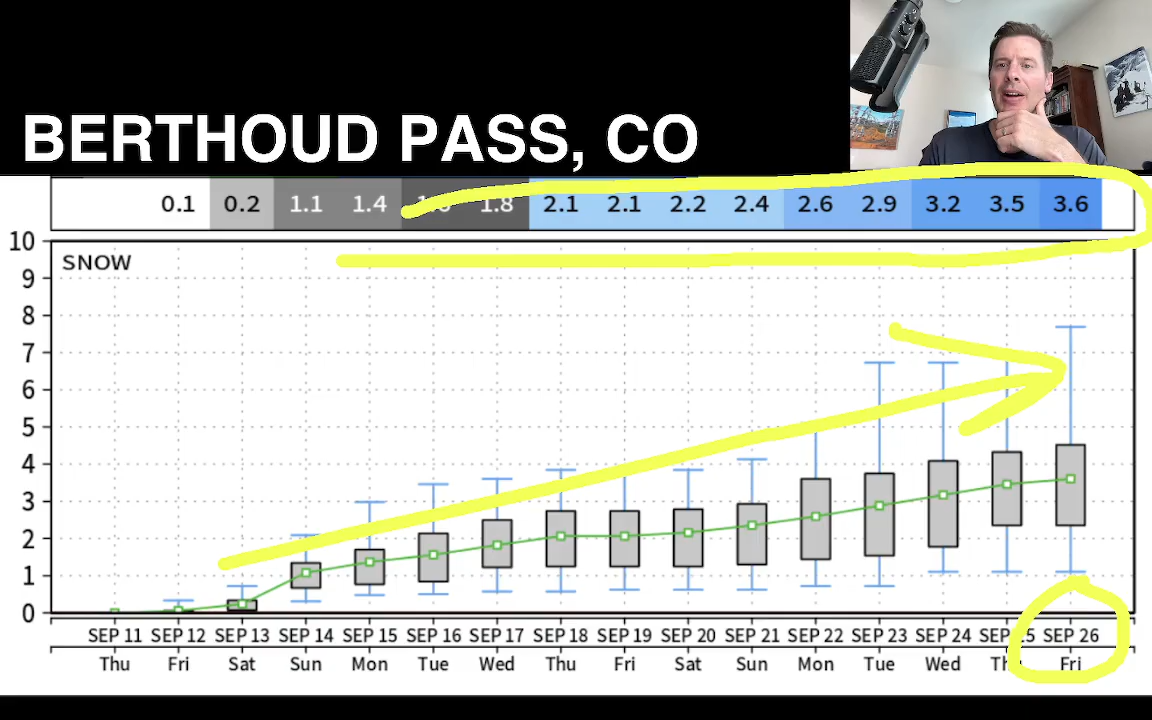 BERTHOUD PASS, CO
0.1 0.2 1.1 1.4 1.8 2.1 2.1 2.2 2.4 2.6 2.9 3.2 3.5 3.6
10
SNOW
9
8
7
6
5
4
3
2
1
0
SEP 11 SEP 12 SEP 13 SEP 14 SEP 15 SEP 16 SEP 17 SEP 18 SEP 19 SEP 20 SEP 21 SEP 22 SEP 23 SEP 24 SEP 25 SEP 26
Thu Fri Sat Sun Mon Tue Wed Thu Fri Sat Sun Mon Tue Wed Thu Fri